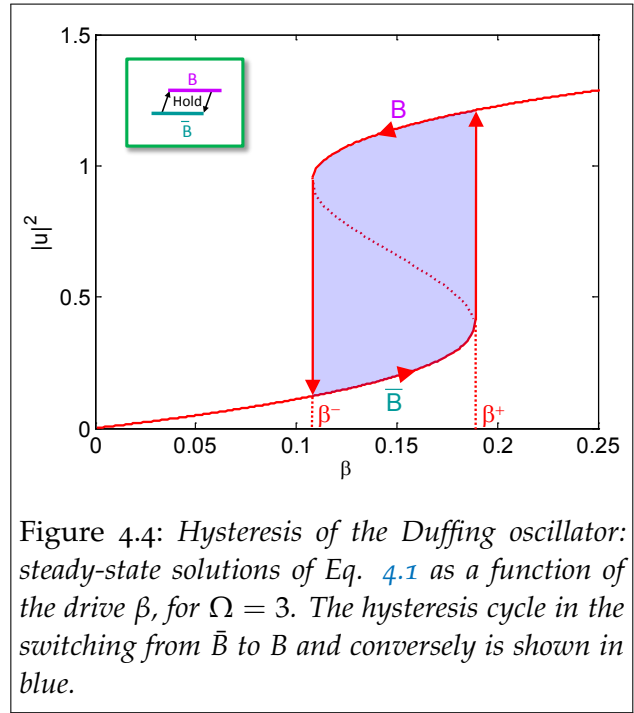 1.5
B
Hold
B̄
B
1
|u|²
0.5
B̄
β⁻
β⁺
0
0
0.05
0.1
0.15
0.2
0.25
β
Figure 4.4: Hysteresis of the Duffing oscillator:
steady-state solutions of Eq. 4.1 as a function of
the drive β, for Ω = 3. The hysteresis cycle in the
switching from B̄ to B and conversely is shown in
blue.